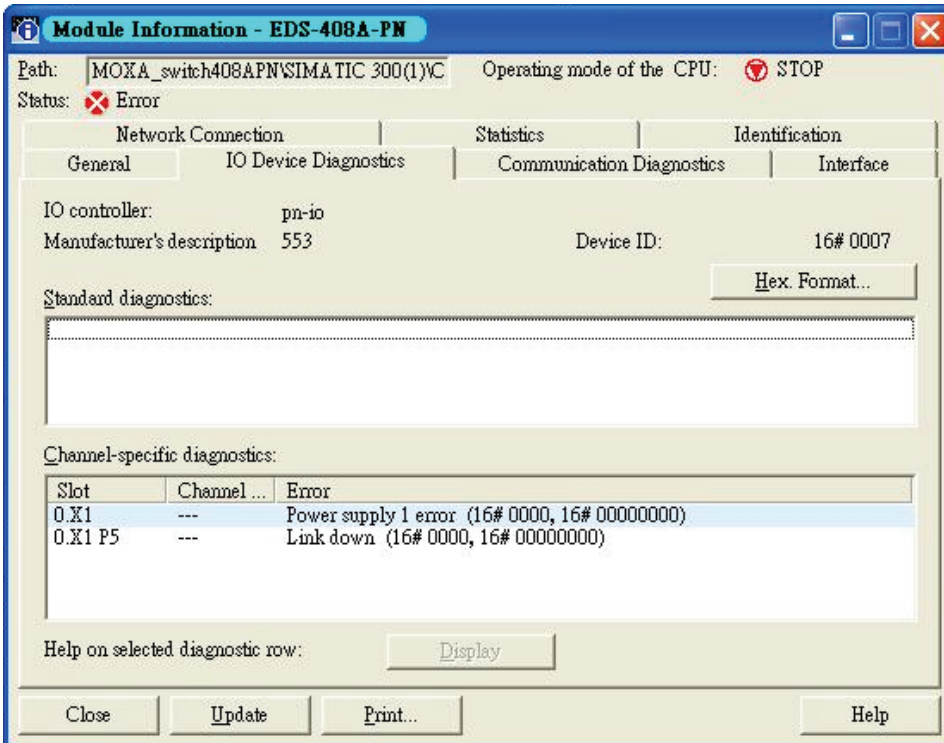 Module Information - EDS-408A-PN
Path: MOXA_switch408APN\SIMATIC 300(1)\C Operating mode of the CPU: STOP
Status: Error
Network Connection Statistics Identification
General IO Device Diagnostics Communication Diagnostics Interface
IO controller: pn-io
Manufacturer's description 553 Device ID: 16# 0007
Hex. Format...
Standard diagnostics:
Channel-specific diagnostics:
Slot Channel ... Error
0.X1 --- Power supply 1 error (16# 0000, 16# 00000000)
0.X1 P5 --- Link down (16# 0000, 16# 00000000)
Help on selected diagnostic row: Display
Close Update Print... Help